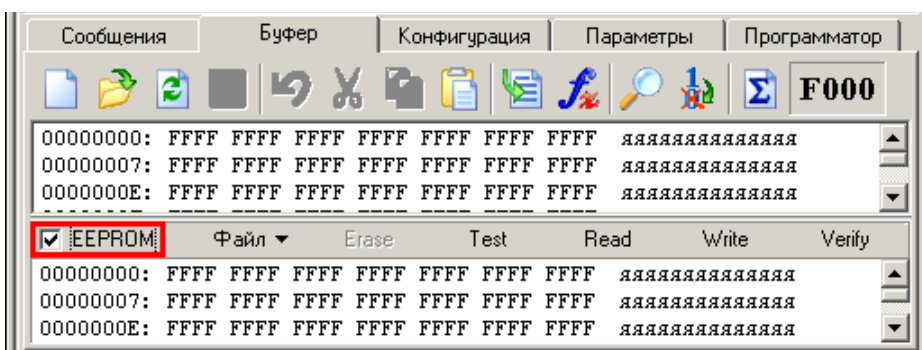 Сообщения Буфер Конфигурация Параметры Программатор
Σ F000
00000000: FFFF FFFF FFFF FFFF FFFF FFFF FFFF яяяяяяяяяяяяяя
00000007: FFFF FFFF FFFF FFFF FFFF FFFF FFFF яяяяяяяяяяяяяя
0000000E: FFFF FFFF FFFF FFFF FFFF FFFF FFFF яяяяяяяяяяяяяя
EEPROM Файл Erase Test Read Write Verify
00000000: FFFF FFFF FFFF FFFF FFFF FFFF FFFF яяяяяяяяяяяяяя
00000007: FFFF FFFF FFFF FFFF FFFF FFFF FFFF яяяяяяяяяяяяяя
0000000E: FFFF FFFF FFFF FFFF FFFF FFFF FFFF яяяяяяяяяяяяяя